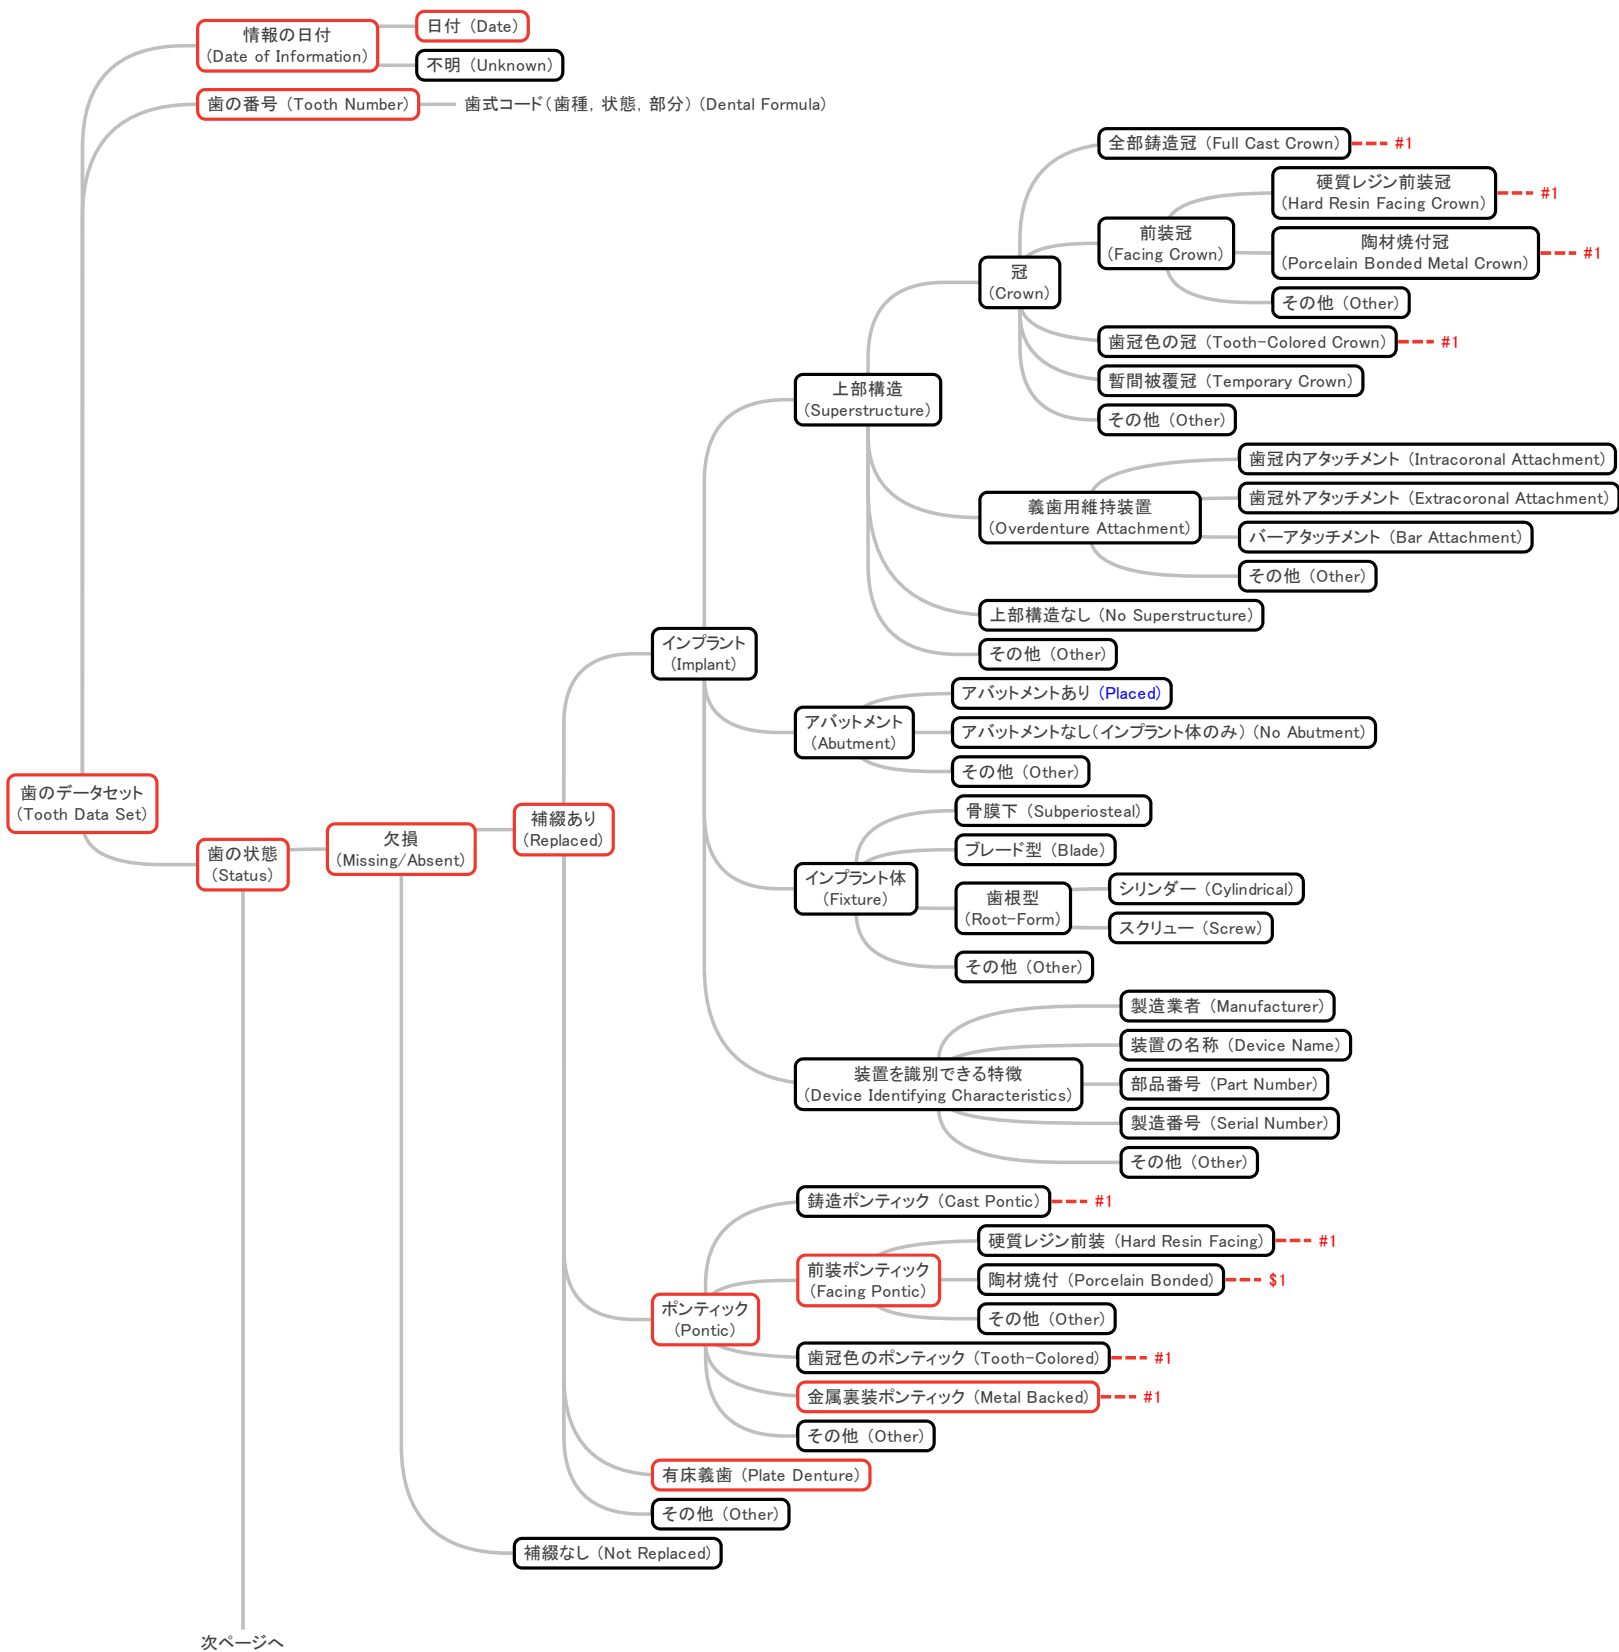 情報の日付
(Date of Information)
日付 (Date)
不明 (Unknown)
歯の番号 (Tooth Number)
歯式コード(歯種, 状態, 部分) (Dental Formula)
全部鋳造冠 (Full Cast Crown)
#1
硬質レジン前装冠
(Hard Resin Facing Crown)
#1
前装冠
(Facing Crown)
陶材焼付冠
(Porcelain Bonded Metal Crown)
#1
冠
(Crown)
その他 (Other)
歯冠色の冠 (Tooth-Colored Crown)
#1
暫間被覆冠 (Temporary Crown)
上部構造
(Superstructure)
その他 (Other)
歯冠内アタッチメント (Intracoronal Attachment)
歯冠外アタッチメント (Extracoronal Attachment)
義歯用維持装置
(Overdenture Attachment)
バーアタッチメント (Bar Attachment)
その他 (Other)
上部構造なし (No Superstructure)
その他 (Other)
インプラント
(Implant)
アバットメントあり (Placed)
アバットメント
(Abutment)
アバットメントなし(インプラント体のみ) (No Abutment)
その他 (Other)
歯のデータセット
(Tooth Data Set)
歯の状態
(Status)
欠損
(Missing/Absent)
補綴あり
(Replaced)
骨膜下 (Subperiosteal)
ブレード型 (Blade)
インプラント体
(Fixture)
歯根型
(Root-Form)
シリンダー (Cylindrical)
スクリュー (Screw)
その他 (Other)
製造業者 (Manufacturer)
装置の名称 (Device Name)
装置を識別できる特徴
(Device Identifying Characteristics)
部品番号 (Part Number)
製造番号 (Serial Number)
その他 (Other)
鋳造ポンティック (Cast Pontic)
#1
硬質レジン前装 (Hard Resin Facing)
#1
前装ポンティック
(Facing Pontic)
陶材焼付 (Porcelain Bonded)
$1
その他 (Other)
ポンティック
(Pontic)
歯冠色のポンティック (Tooth-Colored)
#1
金属裏装ポンティック (Metal Backed)
#1
その他 (Other)
有床義歯 (Plate Denture)
その他 (Other)
補綴なし (Not Replaced)
次ページへ